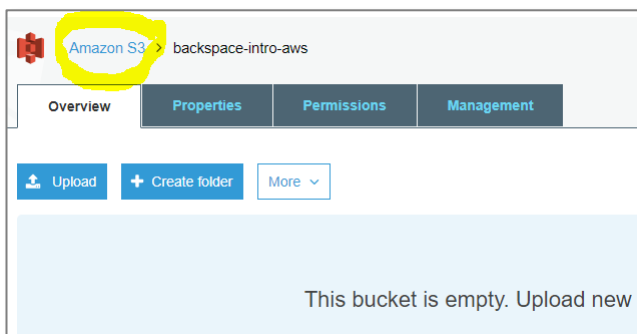 Amazon S3 > backspace-intro-aws
Overview Properties Permissions Management
Upload + Create folder More
This bucket is empty. Upload new